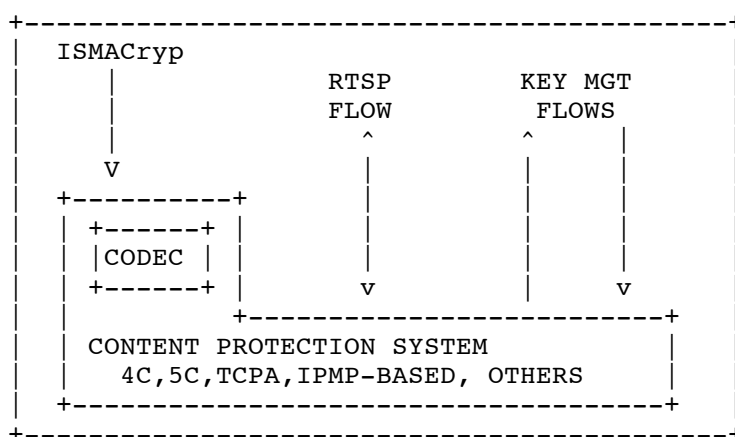 ISMACryp
RTSP KEY MGT
FLOW FLOWS
CODEC
CONTENT PROTECTION SYSTEM
4C,5C,TCPA,IPMP-BASED, OTHERS